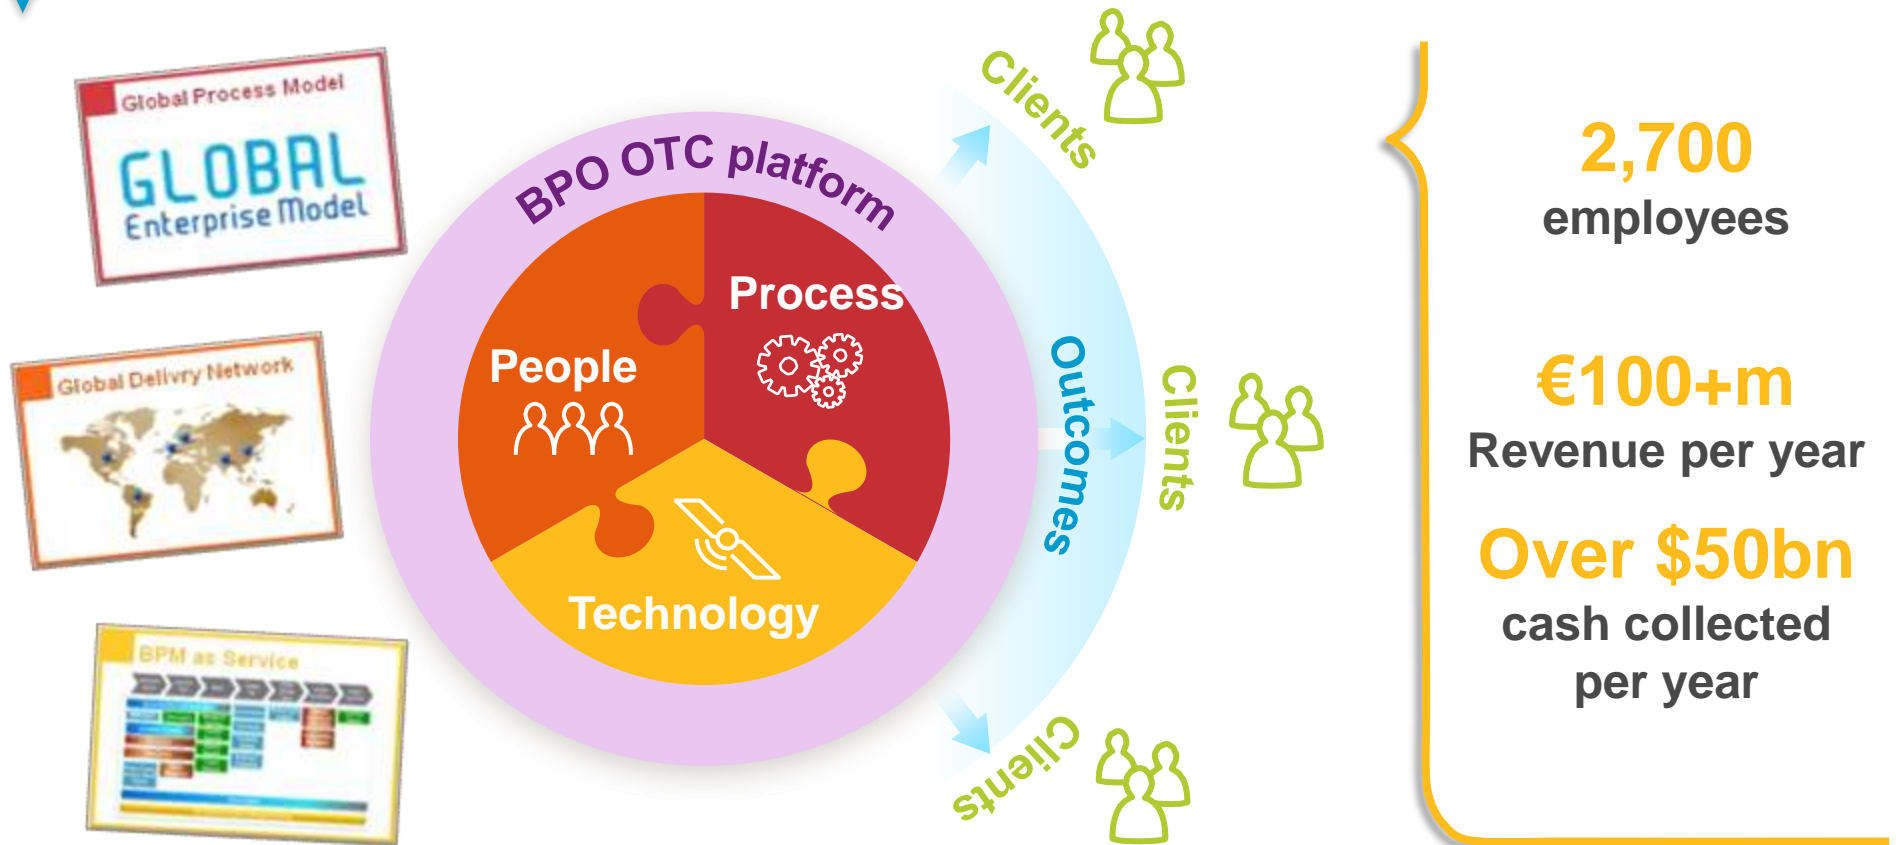 Global Process Model
GLOBAL
Enterprise Model
Global Delivry Network
BPM as Service
BPO OTC platform
People
Process
Technology
Outcomes
Clients
Clients
Clients
2,700
employees
€100+m
Revenue per year
Over $50bn
cash collected
per year